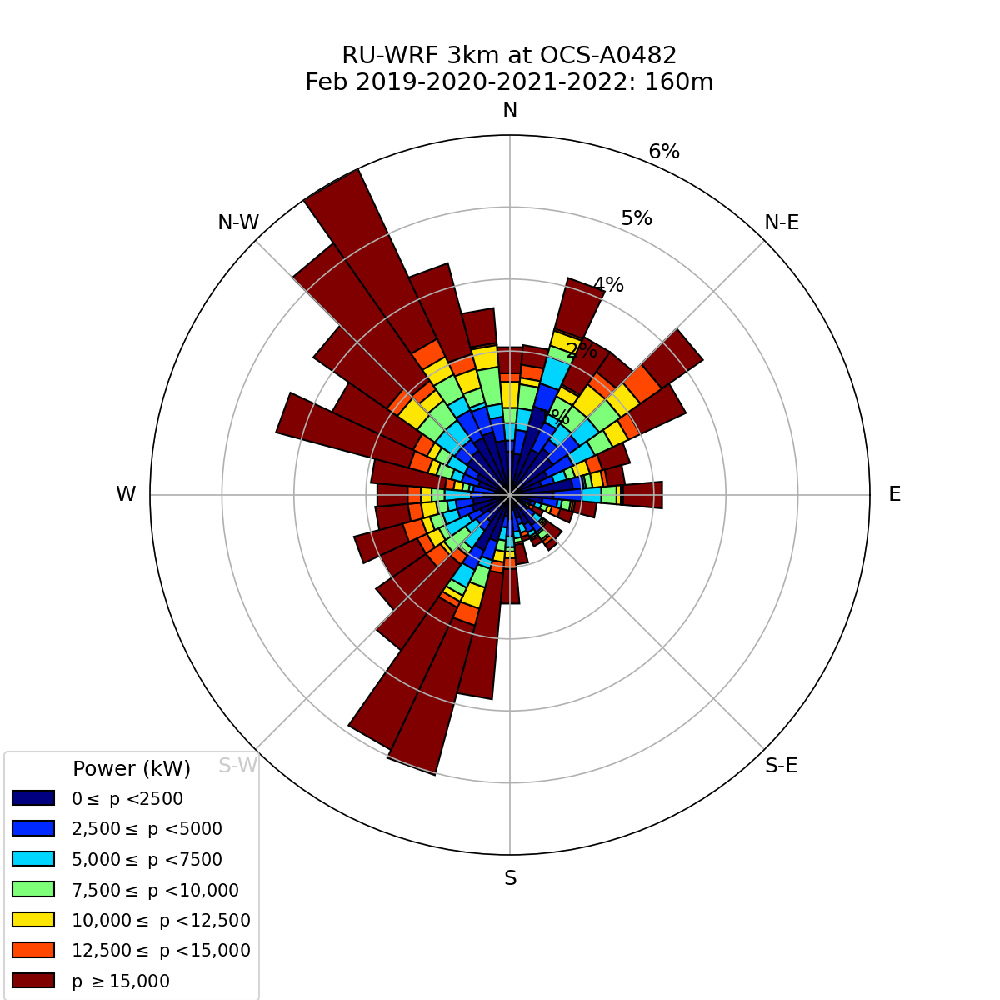 RU-WRF 3km at OCS-A0482
Feb 2019-2020-2021-2022: 160m
N
6%
N-W
5%
N-E
4%
2%
1%
W
E
S-W
S-E
S
Power (kW)
0≤ p <2500
2,500≤ p <5000
5,000≤ p <7500
7,500≤ p <10,000
10,000≤ p <12,500
12,500≤ p <15,000
p ≥15,000